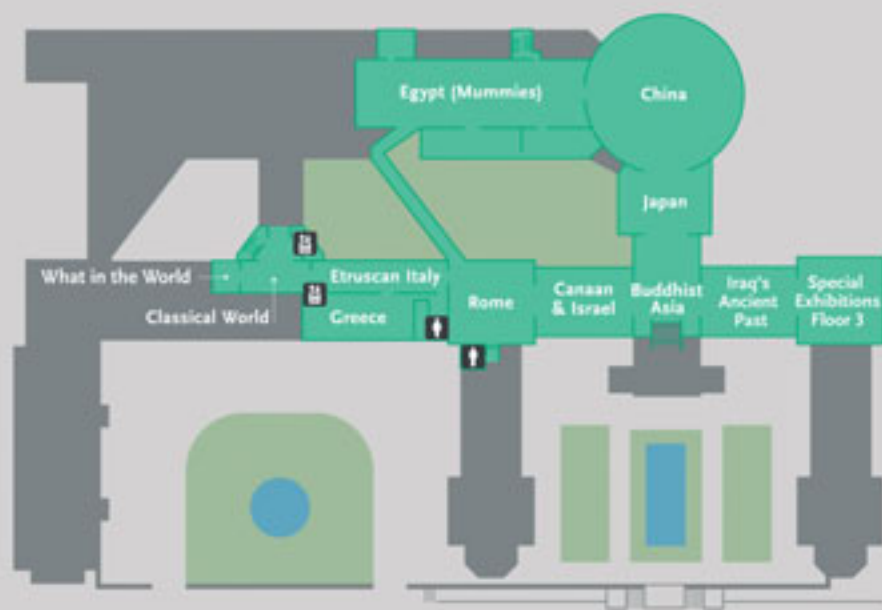 Egypt (Mummies)
China
Japan
What in the World
Etruscan Italy
Classical World
Greece
Rome
Canaan
& Israel
Buddhist
Asia
Iraq's
Ancient
Past
Special
Exhibitions
Floor 3